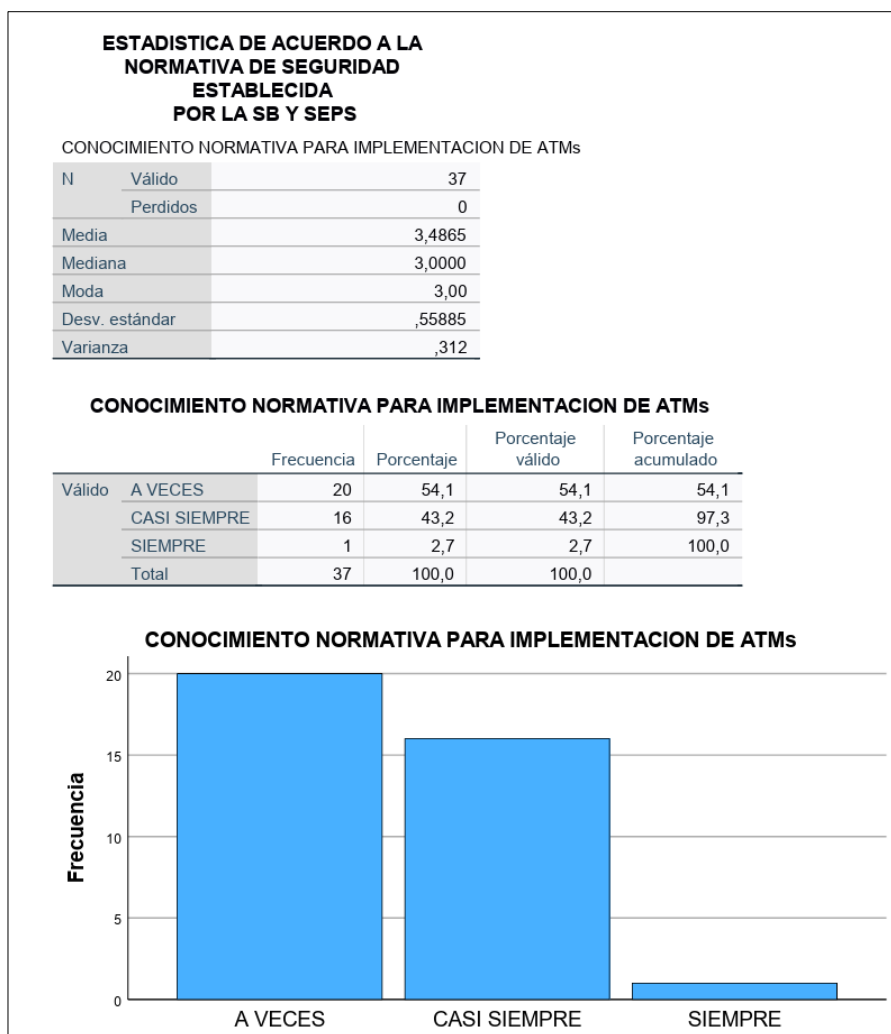 ESTADISTICA DE ACUERDO A LA
NORMATIVA DE SEGURIDAD
ESTABLECIDA
POR LA SB Y SEPS
CONOCIMIENTO NORMATIVA PARA IMPLEMENTACION DE ATMs
N Válido 37
Perdidos 0
Media 3,4865
Mediana 3,0000
Moda 3,00
Desv. estándar ,55885
Varianza ,312
CONOCIMIENTO NORMATIVA PARA IMPLEMENTACION DE ATMs
Frecuencia Porcentaje Porcentaje válido Porcentaje acumulado
Válido A VECES 20 54,1 54,1 54,1
CASI SIEMPRE 16 43,2 43,2 97,3
SIEMPRE 1 2,7 2,7 100,0
Total 37 100,0 100,0
CONOCIMIENTO NORMATIVA PARA IMPLEMENTACION DE ATMs
Frecuencia
20
15
10
5
0
A VECES CASI SIEMPRE SIEMPRE